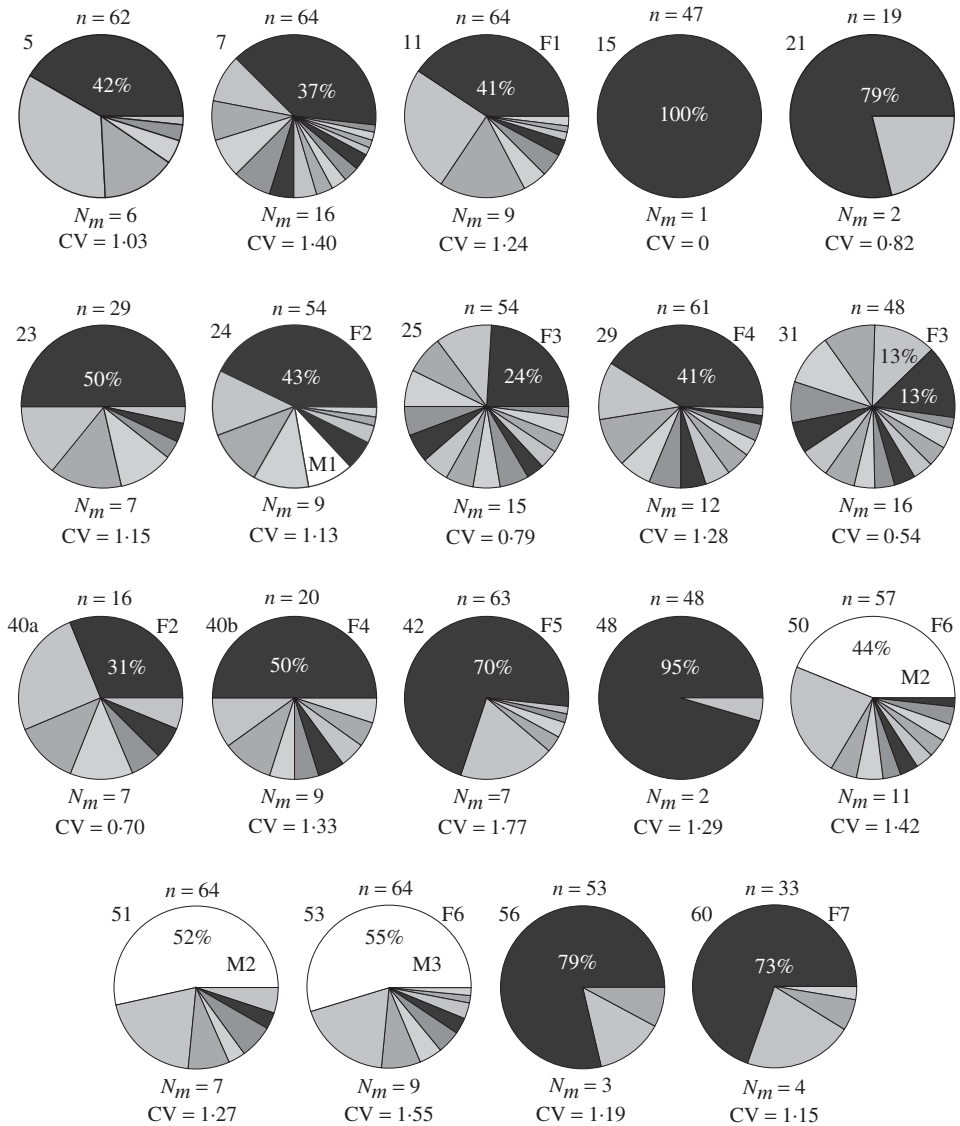 n = 62 n = 64 n = 64 n = 47 n = 19
5 7 11 F1 15 21
42% 37% 41% 100% 79%
Nm = 6 Nm = 16 Nm = 9 Nm = 1 Nm = 2
CV = 1·03 CV = 1·40 CV = 1·24 CV = 0 CV = 0·82
n = 29 n = 54 n = 54 n = 61 n = 48
23 24 F2 25 F3 29 F4 31 F3
50% 43% 24% 41% 13% 13%
M1
Nm = 7 Nm = 9 Nm = 15 Nm = 12 Nm = 16
CV = 1·15 CV = 1·13 CV = 0·79 CV = 1·28 CV = 0·54
n = 16 n = 20 n = 63 n = 48 n = 57
40a F2 40b F4 42 F5 48 50 F6
31% 50% 70% 95% 44%
M2
Nm = 7 Nm = 9 Nm =7 Nm = 2 Nm = 11
CV = 0·70 CV = 1·33 CV = 1·77 CV = 1·29 CV = 1·42
n = 64 n = 64 n = 53 n = 33
51 53 F6 56 60 F7
52% 55% 79% 73%
M2 M3
Nm = 7 Nm = 9 Nm = 3 Nm = 4
CV = 1·27 CV = 1·55 CV = 1·19 CV = 1·15